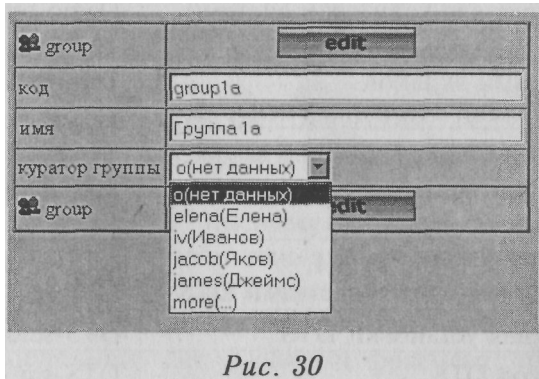 group edit
код group1a
имя Группа 1а
куратор группы о(нет данных)
о(нет данных)
group edit
elena(Елена)
iv(Иванов)
jacob(Яков)
james(Джеймс)
more(...)
Рис. 30